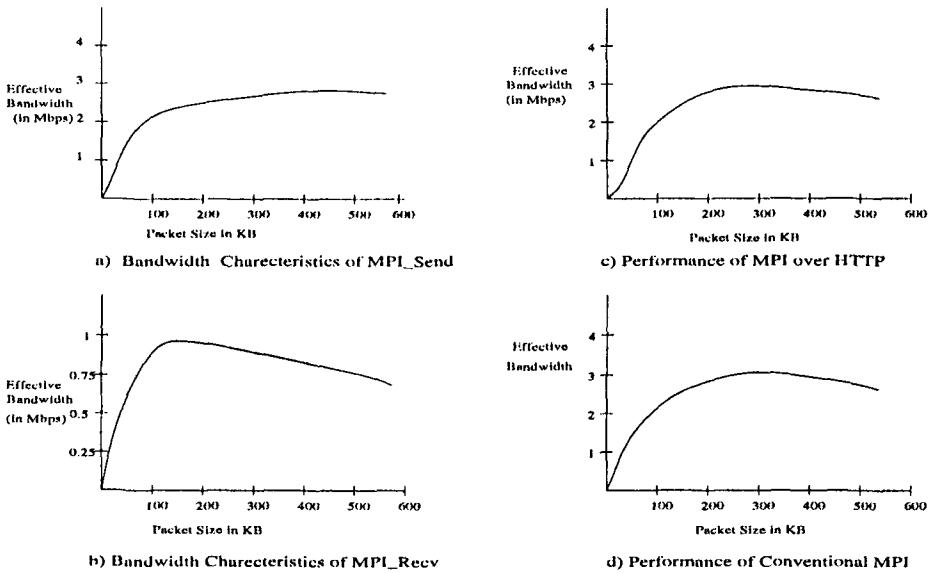 4
3
Effective
Bandwidth
(in Mbps)
2
1
100 200 300 400 500 600
Packet Size in KB
a) Bandwidth Charecteristics of MPI_Send
4
Effective
3
Bandwidth
(in Mbps)
2
1
100 200 300 400 500 600
Packet Size in KB
c) Performance of MPI over HTTP
1
0.75
Effective
Bandwidth
0.5
(in Mbps)
0.25
100 200 300 400 500 600
Packet Size in KB
b) Bandwidth Charecteristics of MPI_Recv
4
Effective
Bandwidth
3
2
1
100 200 300 400 500 600
Packet Size in KB
d) Performance of Conventional MPI